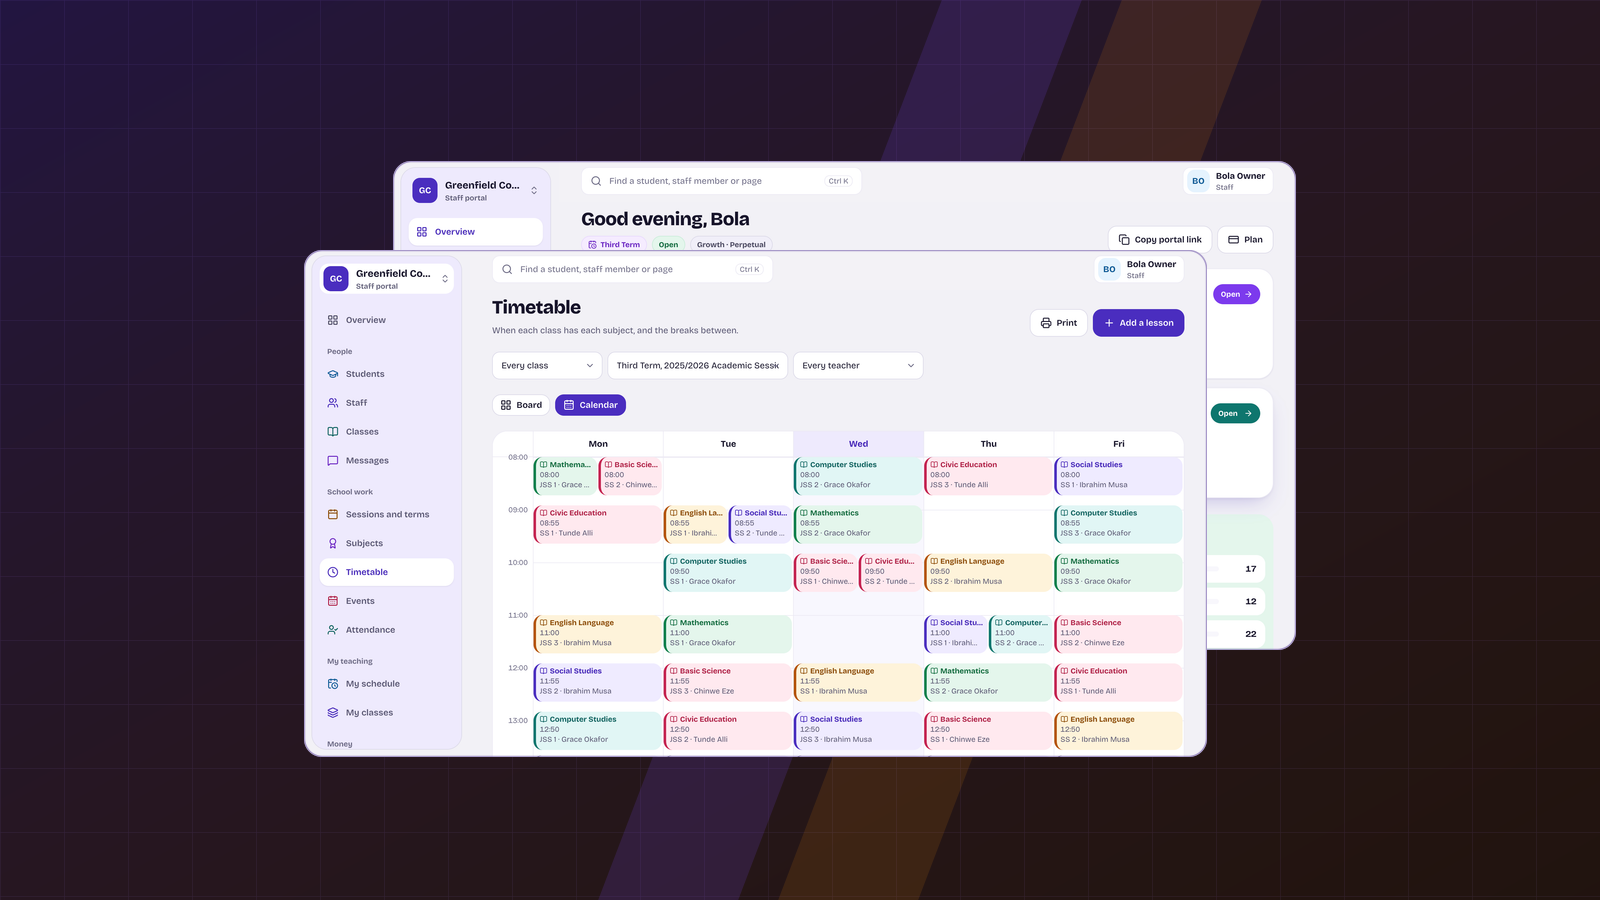 GC
Greenfield Co...
Staff portal
Find a student, staff member or page
Ctrl K
BO
Bola Owner
Staff
Overview
Good evening, Bola
Third Term
Open
Growth · Perpetual
Copy portal link
Plan
Open
Open
17
12
22
GC
Greenfield Co...
Staff portal
Find a student, staff member or page
Ctrl K
BO
Bola Owner
Staff
Overview
People
Students
Staff
Classes
Messages
School work
Sessions and terms
Subjects
Timetable
Events
Attendance
My teaching
My schedule
My classes
Money
Timetable
When each class has each subject, and the breaks between.
Print
Add a lesson
Every class
Third Term, 2025/2026 Academic Sessi
Every teacher
Board
Calendar
Mon
Tue
Wed
Thu
Fri
08:00
Mathema...
08:00
JSS 1 · Grace ...
Basic Scie...
08:00
SS 2 · Chinwe...
Computer Studies
08:00
JSS 2 · Grace Okafor
Civic Education
08:00
JSS 3 · Tunde Alli
Social Studies
08:00
SS 1 · Ibrahim Musa
09:00
Civic Education
08:55
SS 1 · Tunde Alli
English La...
08:55
JSS 1 · Ibrahi...
Social Stu...
08:55
SS 2 · Tunde ...
Mathematics
08:55
JSS 2 · Grace Okafor
Computer Studies
08:55
JSS 3 · Grace Okafor
10:00
Computer Studies
09:50
SS 1 · Grace Okafor
Basic Scie...
09:50
JSS 1 · Chinwe...
Civic Edu...
09:50
SS 2 · Tunde ...
English Language
09:50
JSS 2 · Ibrahim Musa
Mathematics
09:50
JSS 3 · Grace Okafor
11:00
English Language
11:00
JSS 3 · Ibrahim Musa
Mathematics
11:00
SS 1 · Grace Okafor
Social Stu...
11:00
JSS 1 · Ibrahi...
Computer...
11:00
SS 2 · Grace ...
Basic Science
11:00
JSS 2 · Chinwe Eze
12:00
Social Studies
11:55
JSS 2 · Ibrahim Musa
Basic Science
11:55
JSS 3 · Chinwe Eze
English Language
11:55
SS 1 · Ibrahim Musa
Mathematics
11:55
SS 2 · Grace Okafor
Civic Education
11:55
JSS 1 · Tunde Alli
13:00
Computer Studies
12:50
JSS 1 · Grace Okafor
Civic Education
12:50
JSS 2 · Tunde Alli
Social Studies
12:50
JSS 3 · Ibrahim Musa
Basic Science
12:50
SS 1 · Chinwe Eze
English Language
12:50
SS 2 · Ibrahim Musa